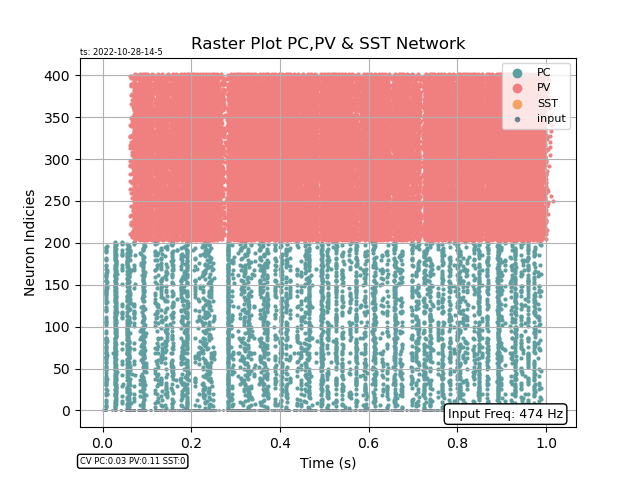 ts: 2022-10-28-14-5
Raster Plot PC,PV & SST Network
PC
PV
SST
input
400
350
300
250
200
150
100
50
0
Neuron Indicies
Input Freq: 474 Hz
0.0 0.2 0.4 0.6 0.8 1.0
Time (s)
CV PC:0.03 PV:0.11 SST:0